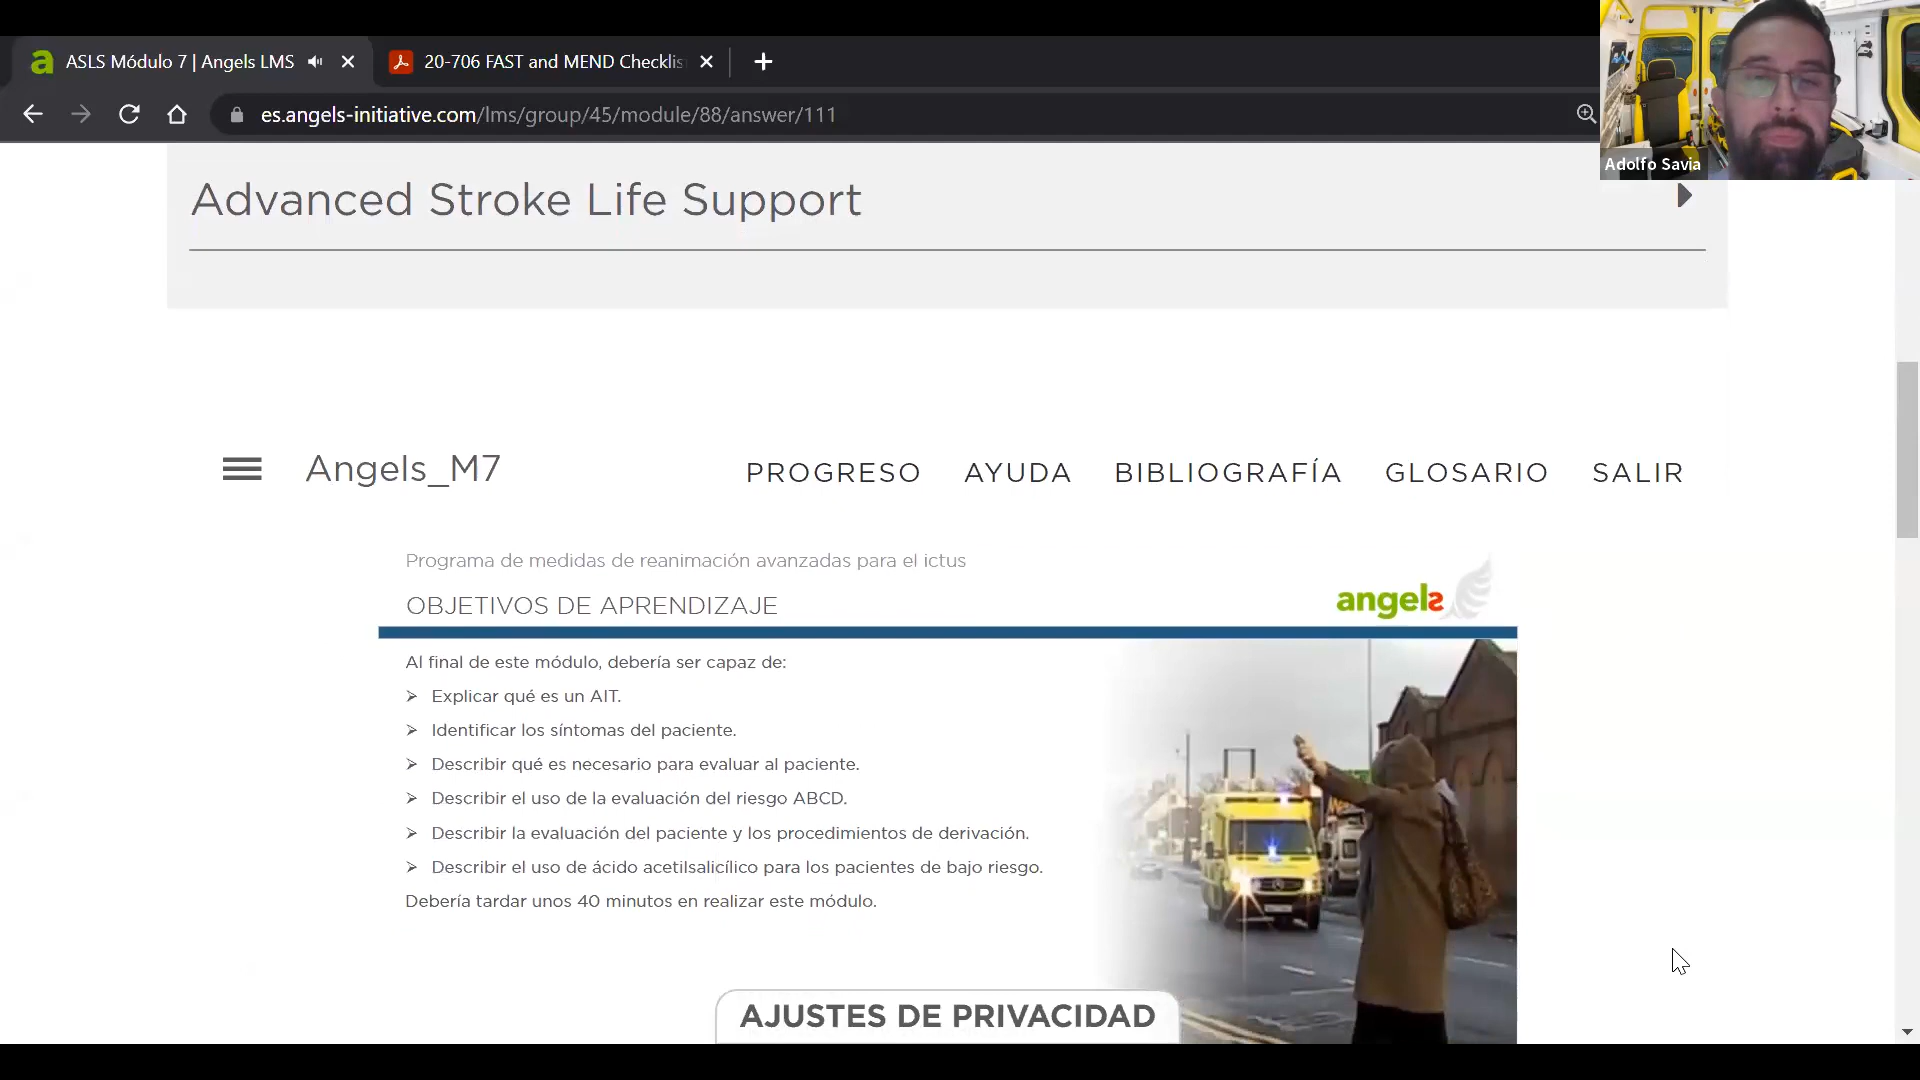 ASLS Módulo 7 | Angels LMS
20-706 FAST and MEND Checklis
es.angels-initiative.com/lms/group/45/module/88/answer/111
Adolfo Savia
Advanced Stroke Life Support
Angels_M7
PROGRESO AYUDA BIBLIOGRAFÍA GLOSARIO SALIR
Programa de medidas de reanimación avanzadas para el ictus
OBJETIVOS DE APRENDIZAJE
angels
Al final de este módulo, debería ser capaz de:
Explicar qué es un AIT.
Identificar los síntomas del paciente.
Describir qué es necesario para evaluar al paciente.
Describir el uso de la evaluación del riesgo ABCD.
Describir la evaluación del paciente y los procedimientos de derivación.
Describir el uso de ácido acetilsalicílico para los pacientes de bajo riesgo.
Debería tardar unos 40 minutos en realizar este módulo.
AJUSTES DE PRIVACIDAD